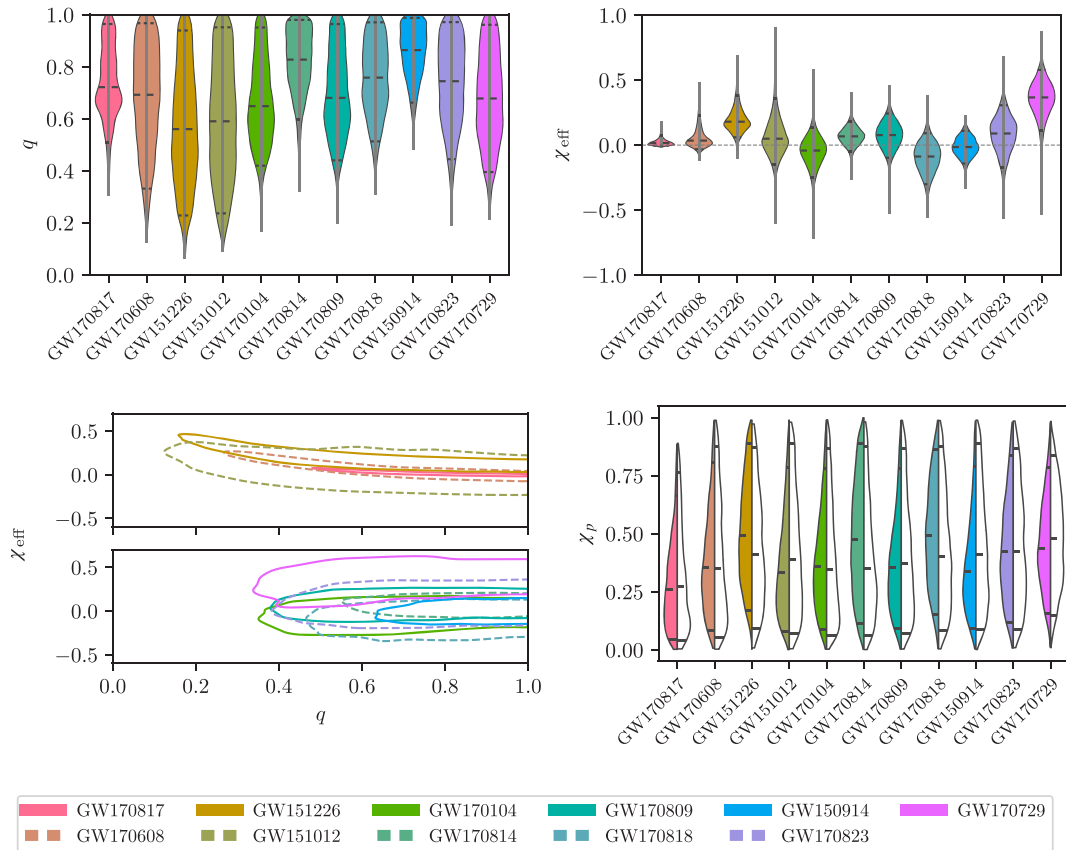 1.0
0.8
0.6
0.4
0.2
0.0
q
GW170817
GW170608
GW151226
GW151012
GW170104
GW170814
GW170809
GW170818
GW150914
GW170823
GW170729
1.0
0.5
0.0
−0.5
−1.0
χeff
GW170817
GW170608
GW151226
GW151012
GW170104
GW170814
GW170809
GW170818
GW150914
GW170823
GW170729
0.5
0.0
−0.5
0.5
0.0
−0.5
χeff
0.0
0.2
0.4
0.6
0.8
1.0
q
1.00
0.75
0.50
0.25
0.00
χp
GW170817
GW170608
GW151226
GW151012
GW170104
GW170814
GW170809
GW170818
GW150914
GW170823
GW170729
GW170817 GW151226 GW170104 GW170809 GW150914 GW170729
GW170608 GW151012 GW170814 GW170818 GW170823